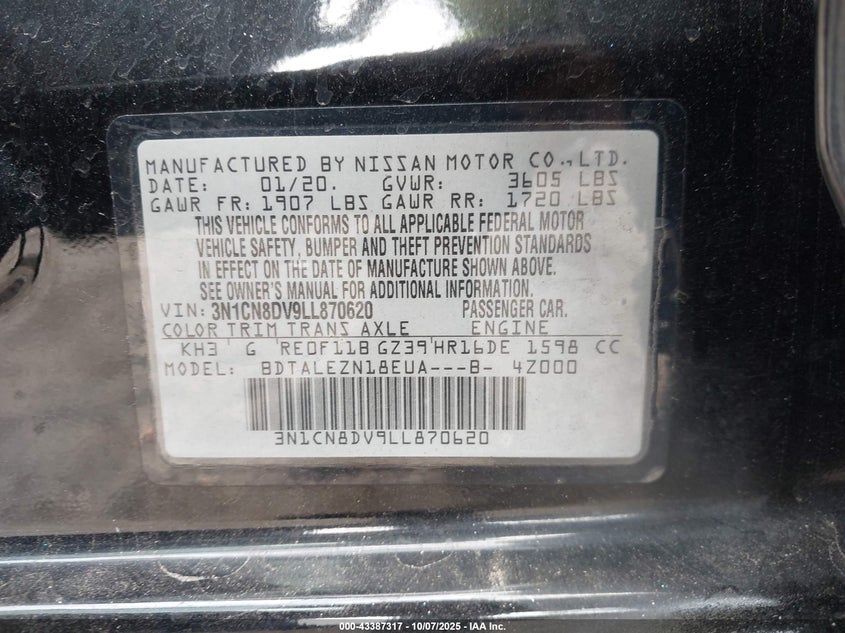 MANUFACTURED BY NISSAN MOTOR CO., LTD.
DATE: 01/20. GVWR: 3605 LBS
GAWR FR: 1907 LBS GAWR RR: 1720 LBS
THIS VEHICLE CONFORMS TO ALL APPLICABLE FEDERAL MOTOR
VEHICLE SAFETY, BUMPER AND THEFT PREVENTION STANDARDS
IN EFFECT ON THE DATE OF MANUFACTURE SHOWN ABOVE.
SEE OWNER'S MANUAL FOR ADDITIONAL INFORMATION.
VIN: 3N1CN8DV9LL870620 PASSENGER CAR.
COLOR TRIM TRANS AXLE ENGINE
KH3 G RE0F11B GZ39 HR16DE 1598 CC
MODEL: BDTALEZN18EUA---B- 4Z000
3N1CN8DV9LL870620
000-43387317 - 10/07/2025 - IAA Inc.